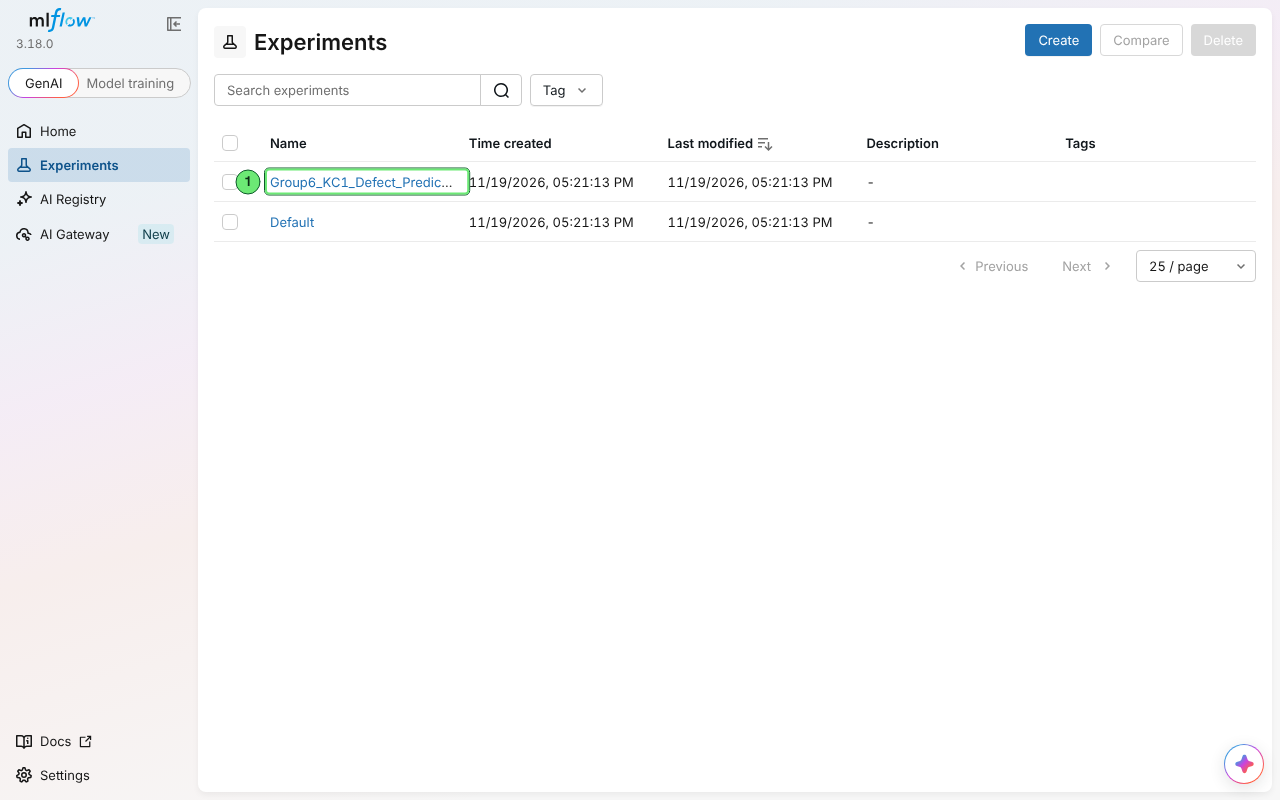 mlflow
3.18.0
GenAI Model training
Home
Experiments
AI Registry
AI Gateway New
Docs
Settings
Experiments
Create Compare Delete
Search experiments Tag
Name Time created Last modified Description Tags
1 Group6_KC1_Defect_Predic... 11/19/2026, 05:21:13 PM 11/19/2026, 05:21:13 PM -
Default 11/19/2026, 05:21:13 PM 11/19/2026, 05:21:13 PM -
Previous Next 25 / page